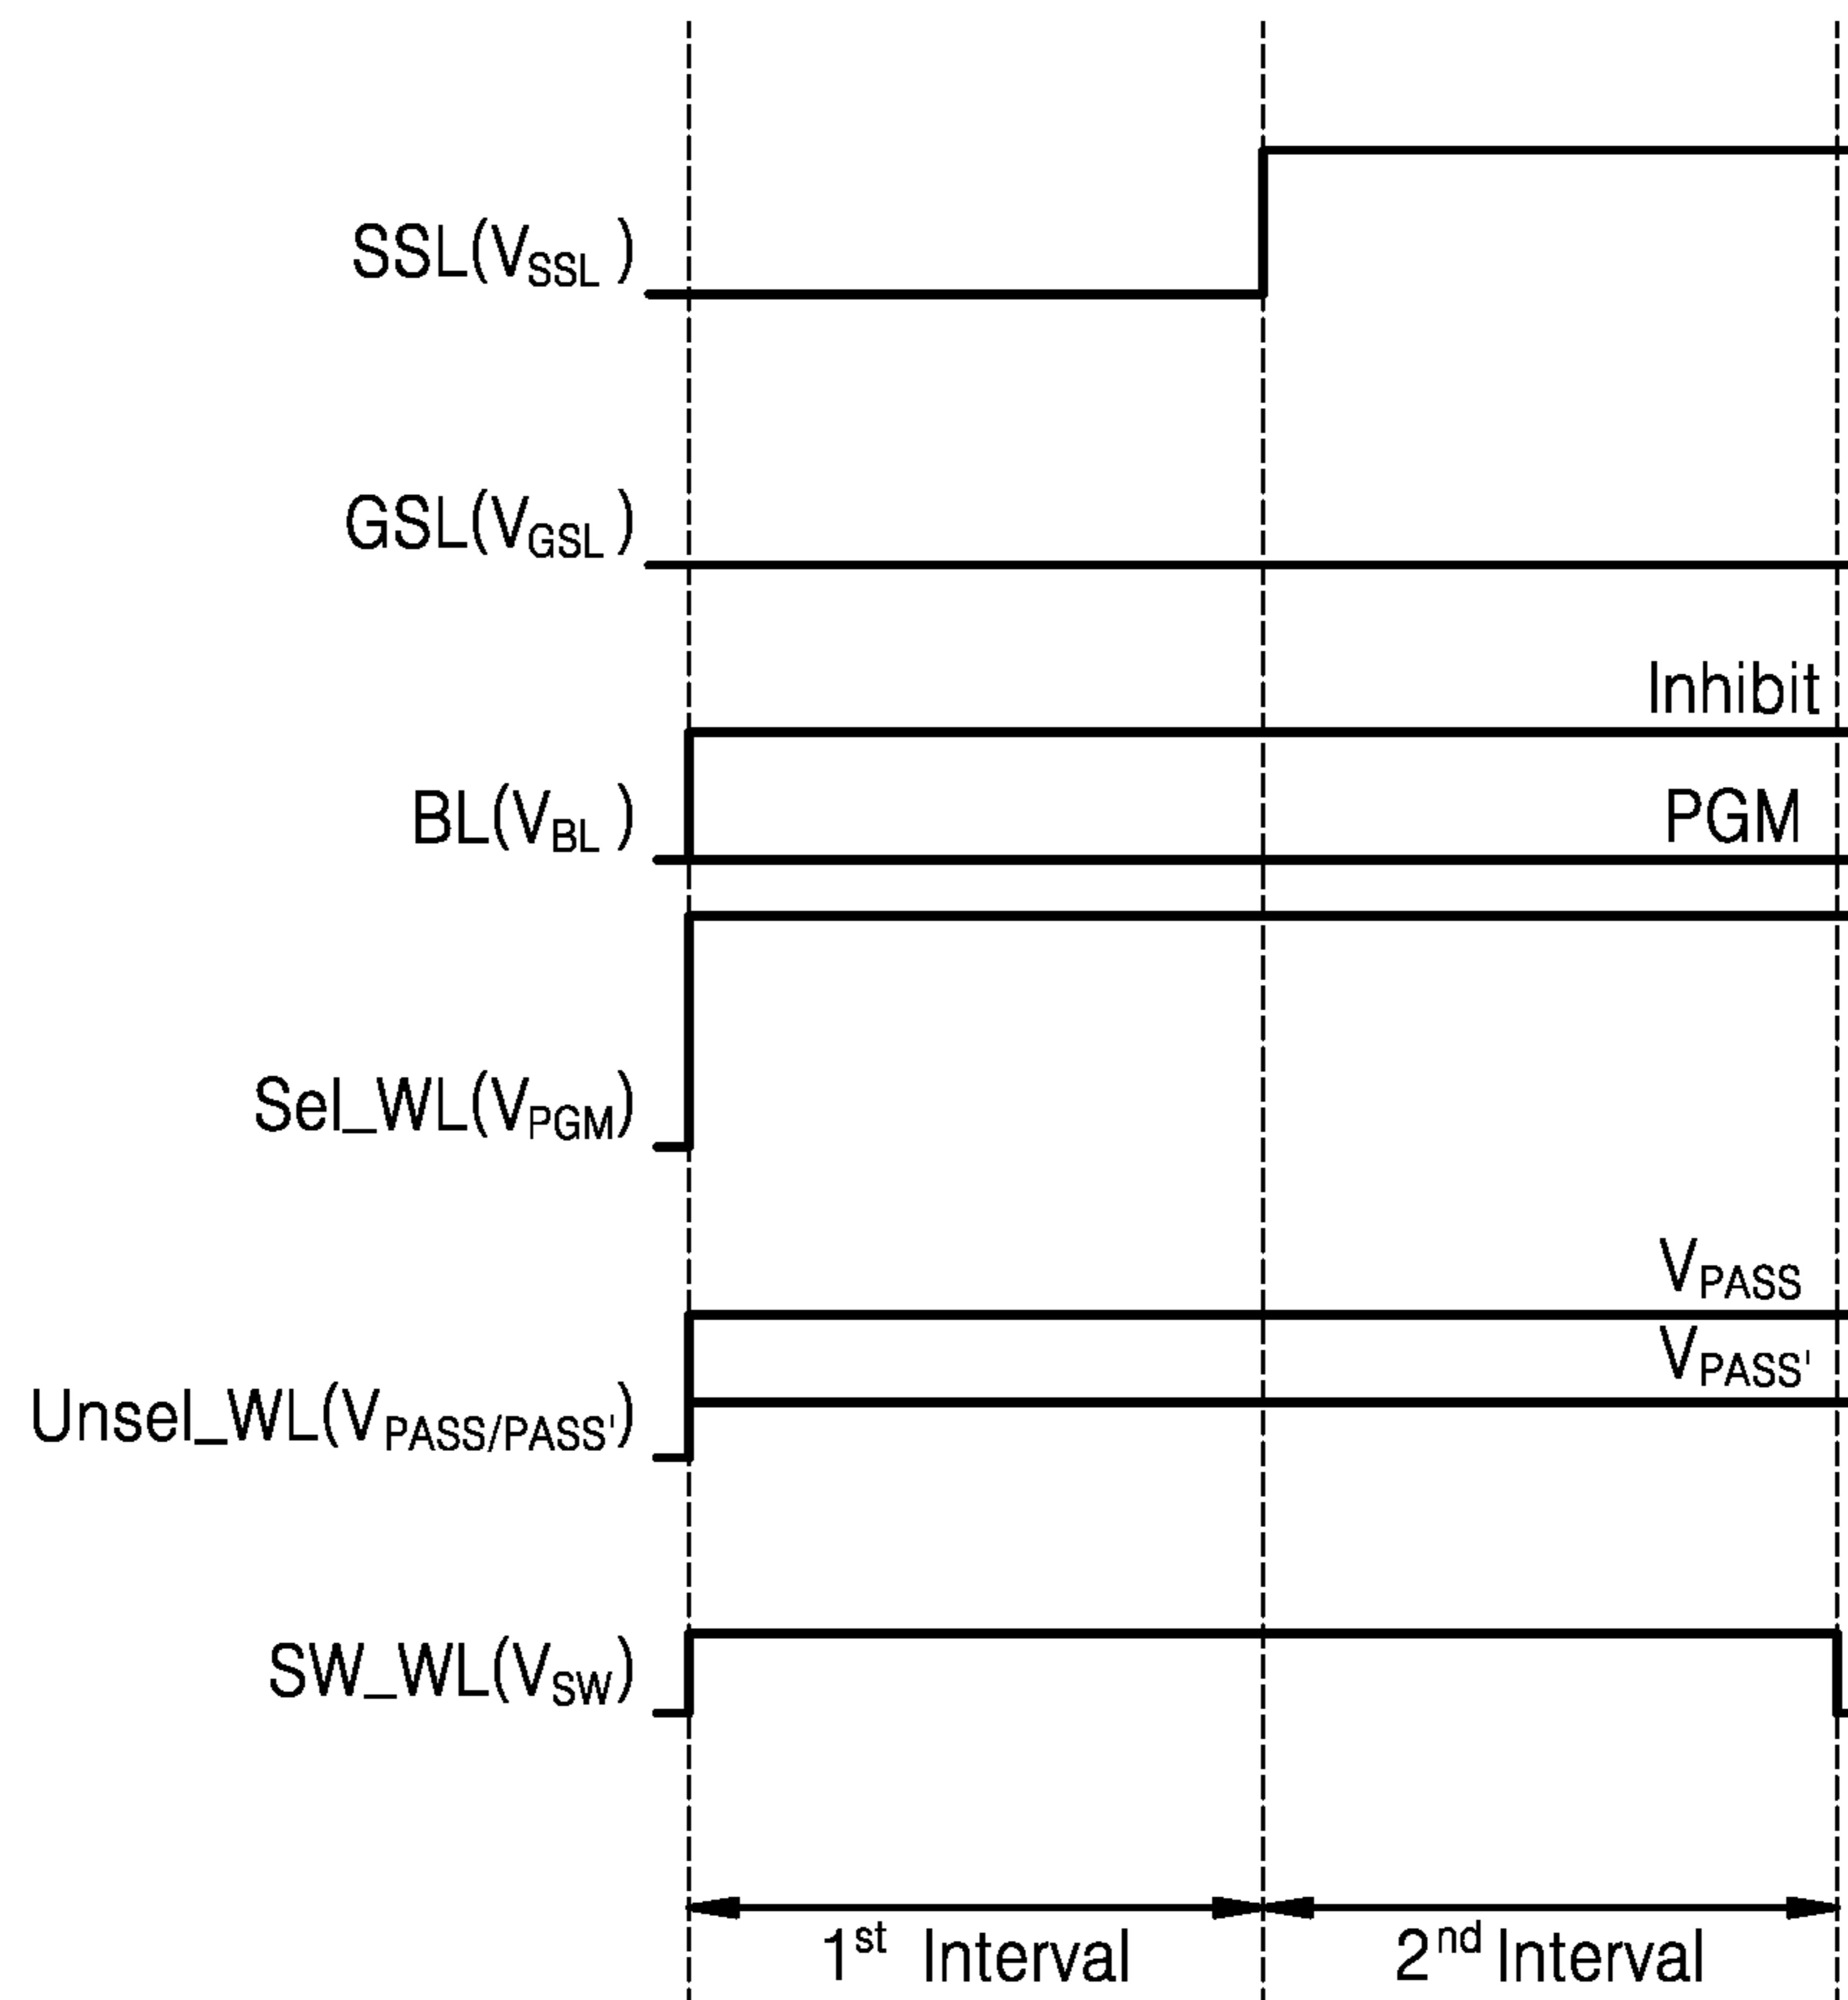 SSL(VSSL )
GSL(VGSL )
Inhibit
BL(VBL )
PGM
Sel_WL(VPGM)
VPASS
VPASS'
Unsel_WL(VPASS/PASS')
SW_WL(VSW)
1st Interval
2nd Interval